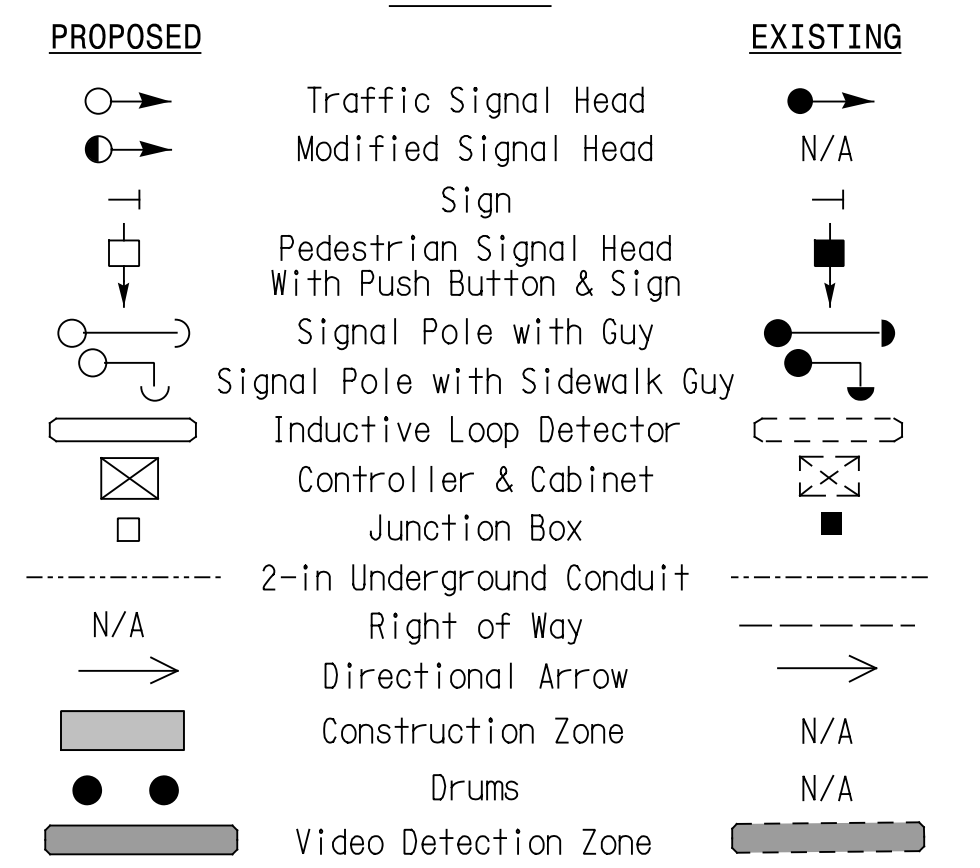 PROPOSED EXISTING
Traffic Signal Head
Modified Signal Head N/A
Sign
Pedestrian Signal Head
With Push Button & Sign
Signal Pole with Guy
Signal Pole with Sidewalk Guy
Inductive Loop Detector
Controller & Cabinet
Junction Box
2-in Underground Conduit
N/A Right of Way
Directional Arrow
Construction Zone N/A
Drums N/A
Video Detection Zone